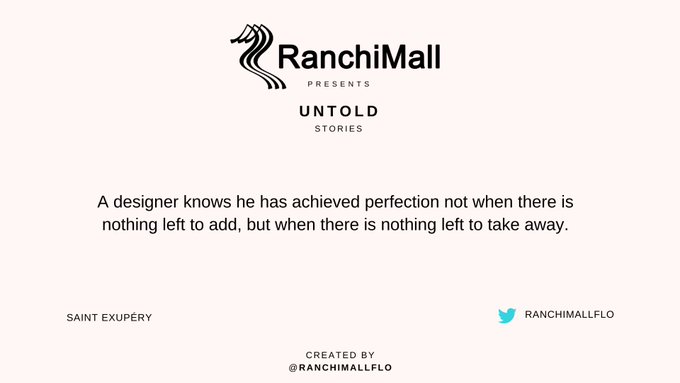 RanchiMall
PRESENTS
UNTOLD
STORIES
A designer knows he has achieved perfection not when there is
nothing left to add, but when there is nothing left to take away.
SAINT EXUPÉRY
RANCHIMALLFLO
CREATED BY
@RANCHIMALLFLO